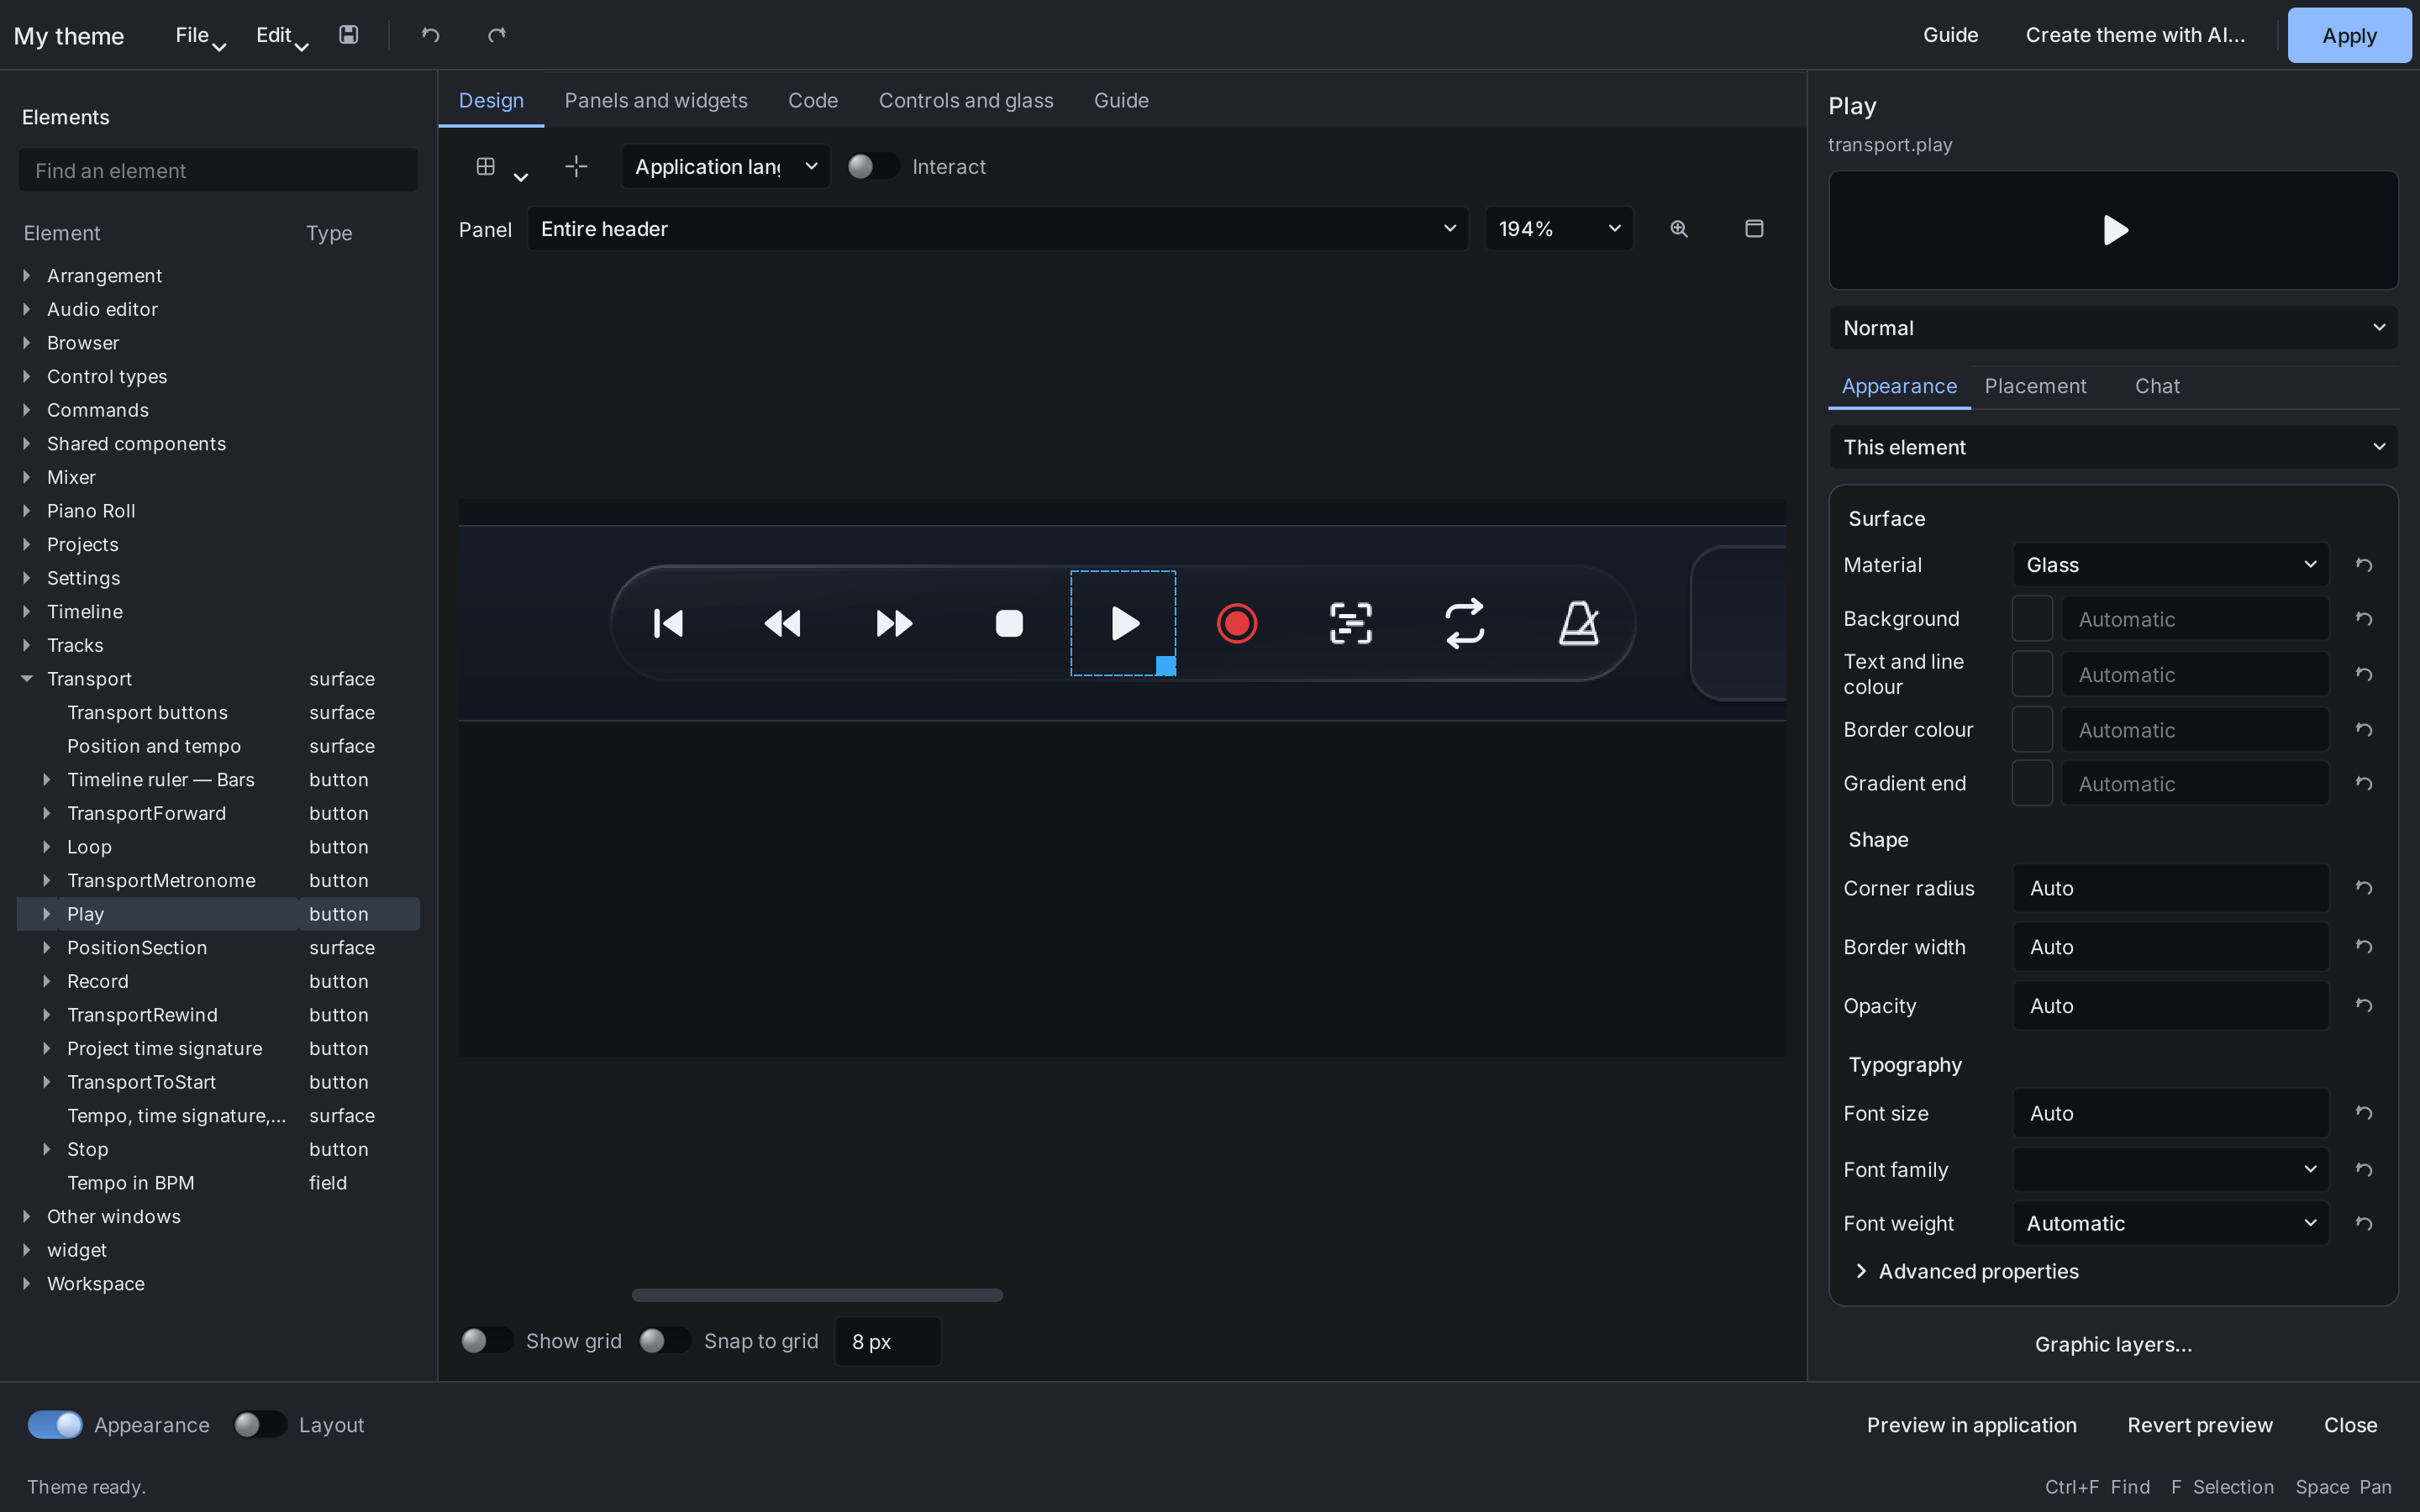 My theme
File
Edit
Guide
Create theme with AI...
Apply
Elements
Find an element
Element Type
Arrangement
Audio editor
Browser
Control types
Commands
Shared components
Mixer
Piano Roll
Projects
Settings
Timeline
Tracks
Transport surface
Transport buttons surface
Position and tempo surface
Timeline ruler — Bars button
TransportForward button
Loop button
TransportMetronome button
Play button
PositionSection surface
Record button
TransportRewind button
Project time signature button
TransportToStart button
Tempo, time signature,... surface
Stop button
Tempo in BPM field
Other windows
widget
Workspace
Design Panels and widgets Code Controls and glass Guide
Application lan
Interact
Panel Entire header 194%
Show grid Snap to grid 8 px
Play
transport.play
Normal
Appearance Placement Chat
This element
Surface
Material Glass
Background Automatic
Text and line
colour Automatic
Border colour Automatic
Gradient end Automatic
Shape
Corner radius Auto
Border width Auto
Opacity Auto
Typography
Font size Auto
Font family
Font weight Automatic
Advanced properties
Graphic layers...
Appearance Layout
Preview in application Revert preview Close
Theme ready.
Ctrl+F Find F Selection Space Pan